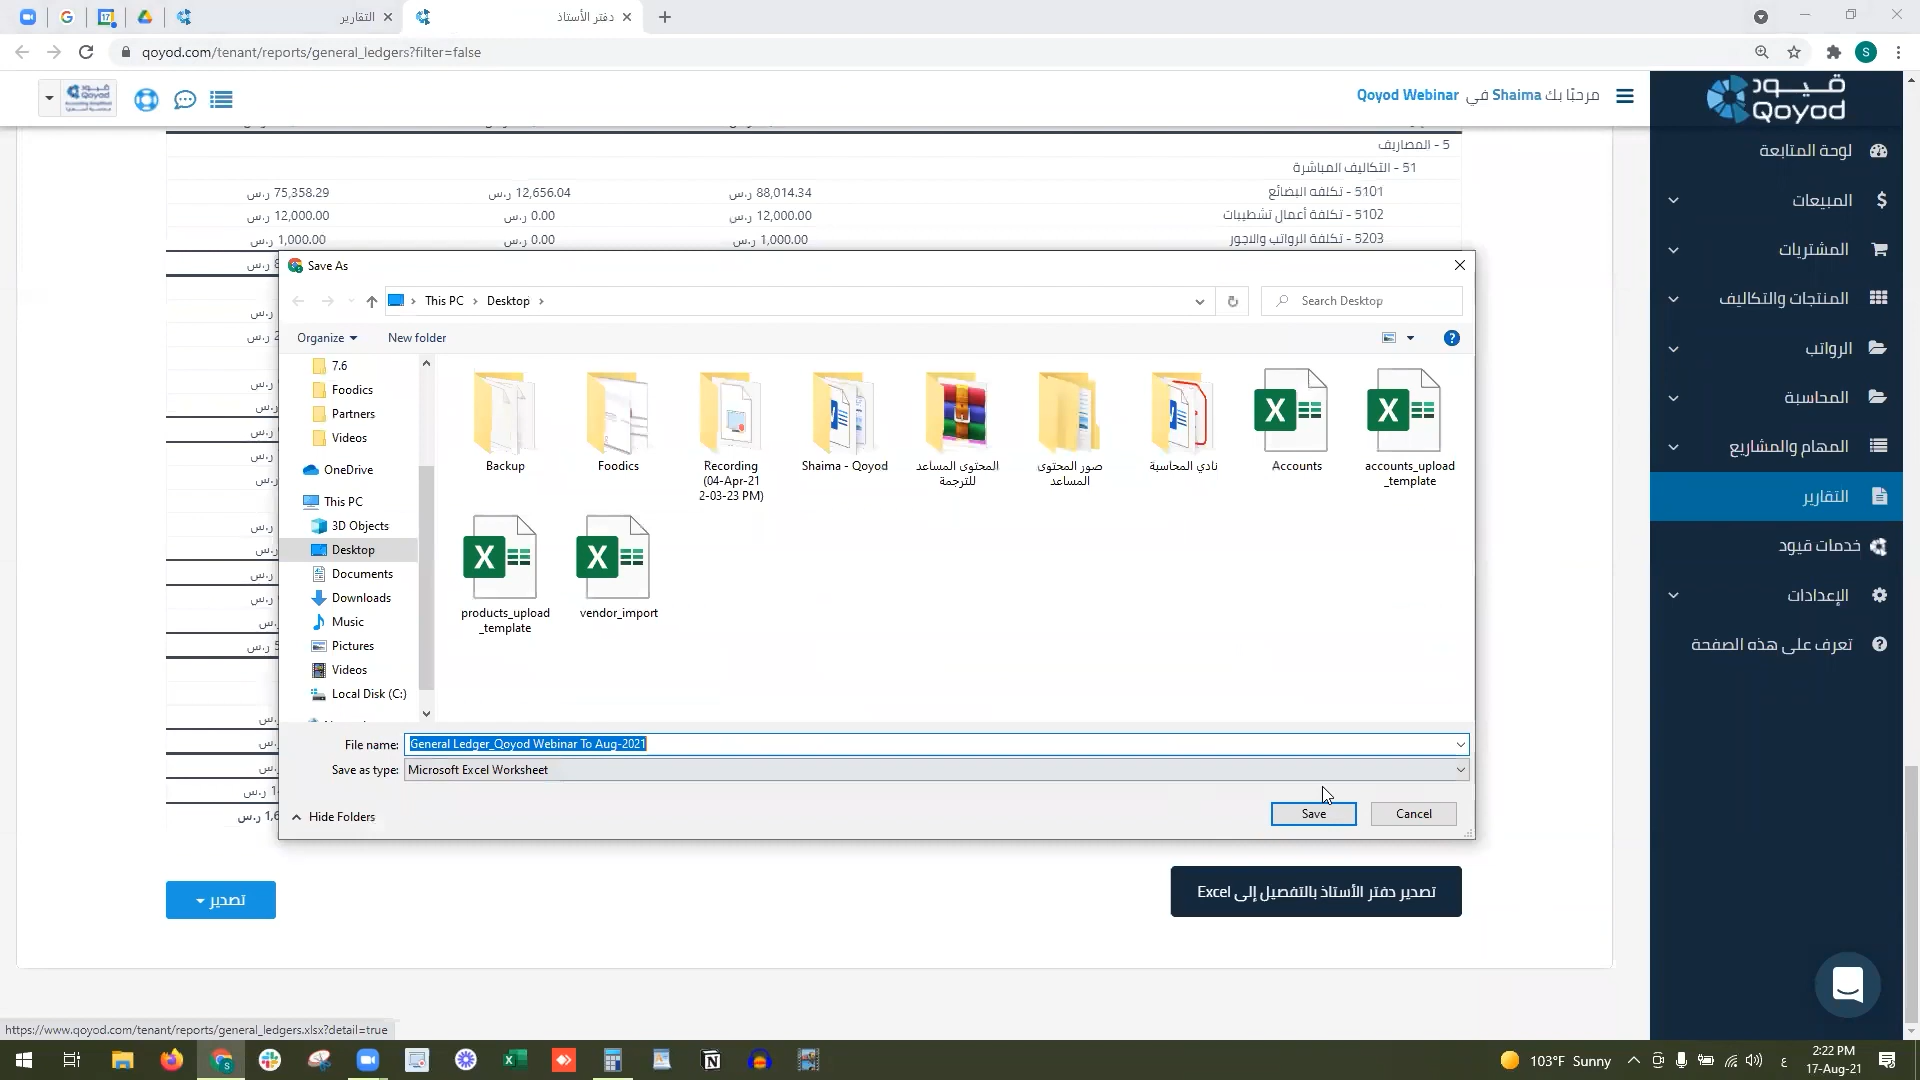 التقارير
دفتر الأستاذ
qoyod.com/tenant/reports/general_ledgers?filter=false
S
مرحبًا بك Shaima في Qoyod Webinar
قيود
Qoyod
لوحة المتابعة
المبيعات
المشتريات
المنتجات والتكاليف
الرواتب
المحاسبة
المهام والمشاريع
التقارير
خدمات قيود
الإعدادات
تعرف على هذه الصفحة
5 - المصاريف
51 - التكاليف المباشرة
5101 - تكلفه البضائع
88,014.34 ر.س
12,656.04 ر.س
75,358.29 ر.س
5102 - تكلفة أعمال تشطيبات
12,000.00 ر.س
0.00 ر.س
12,000.00 ر.س
5203 - تكلفة الرواتب والاجور
1,000.00 ر.س
0.00 ر.س
1,000.00 ر.س
Save As
This PC
Desktop
Search Desktop
Organize
New folder
7.6
Foodics
Partners
Videos
OneDrive
This PC
3D Objects
Desktop
Documents
Downloads
Music
Pictures
Videos
Local Disk (C:)
Backup
Foodics
Recording
(04-Apr-21
2-03-23 PM)
Shaima - Qoyod
المحتوى المساعد
للترجمة
صور المحتوى
المساعد
نادي المحاسبة
Accounts
accounts_upload
_template
products_upload
_template
vendor_import
File name:
General Ledger_Qoyod Webinar To Aug-2021
Save as type:
Microsoft Excel Worksheet
Hide Folders
Save
Cancel
تصدير دفتر الأستاذ بالتفصيل إلى Excel
تصدير
https://www.qoyod.com/tenant/reports/general_ledgers.xlsx?detail=true
103°F Sunny
ع
2:22 PM
17-Aug-21